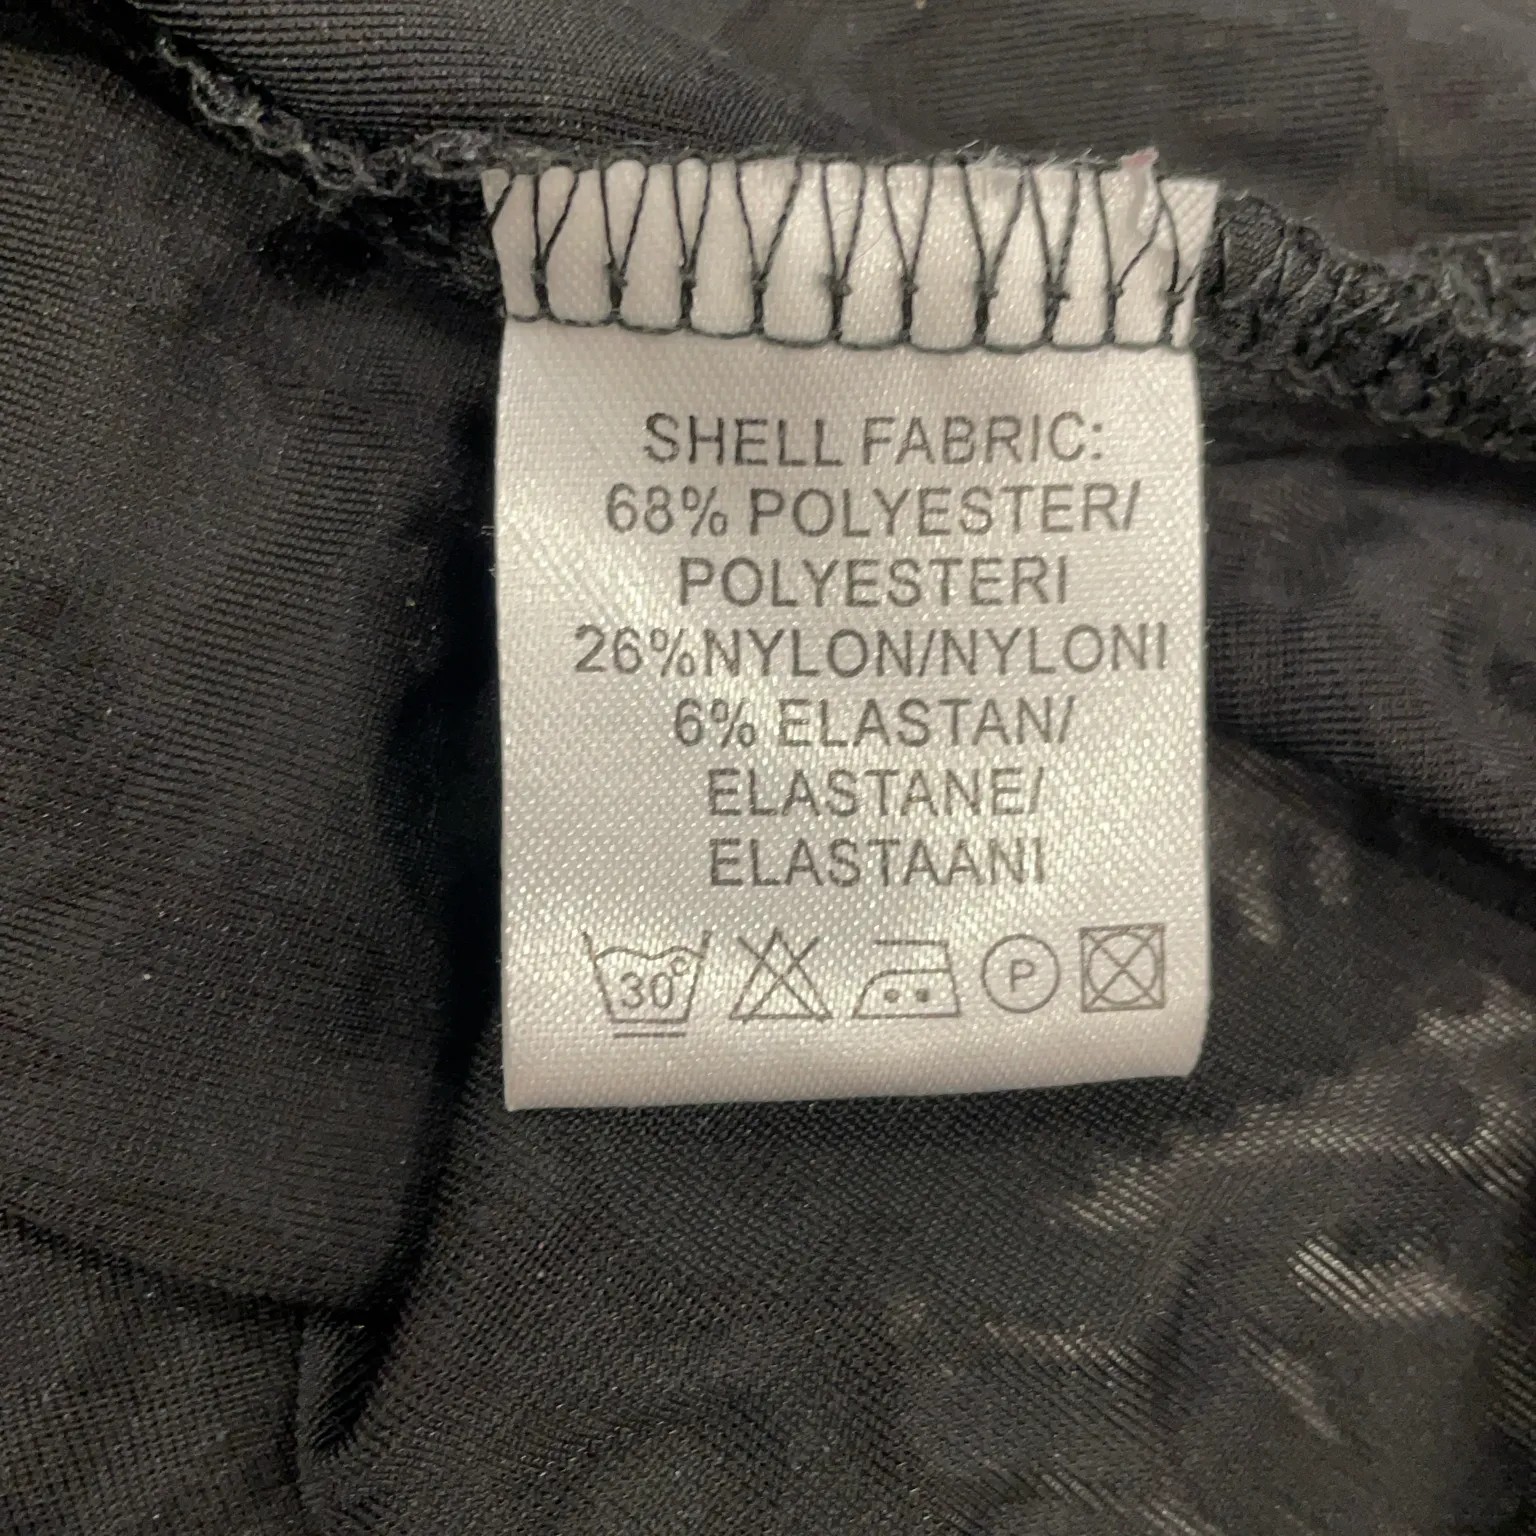 SHELL FABRIC:
68% POLYESTER/
POLYESTERI
26%NYLON/NYLONI
6% ELASTAN/
ELASTANE/
ELASTAANI
30° P